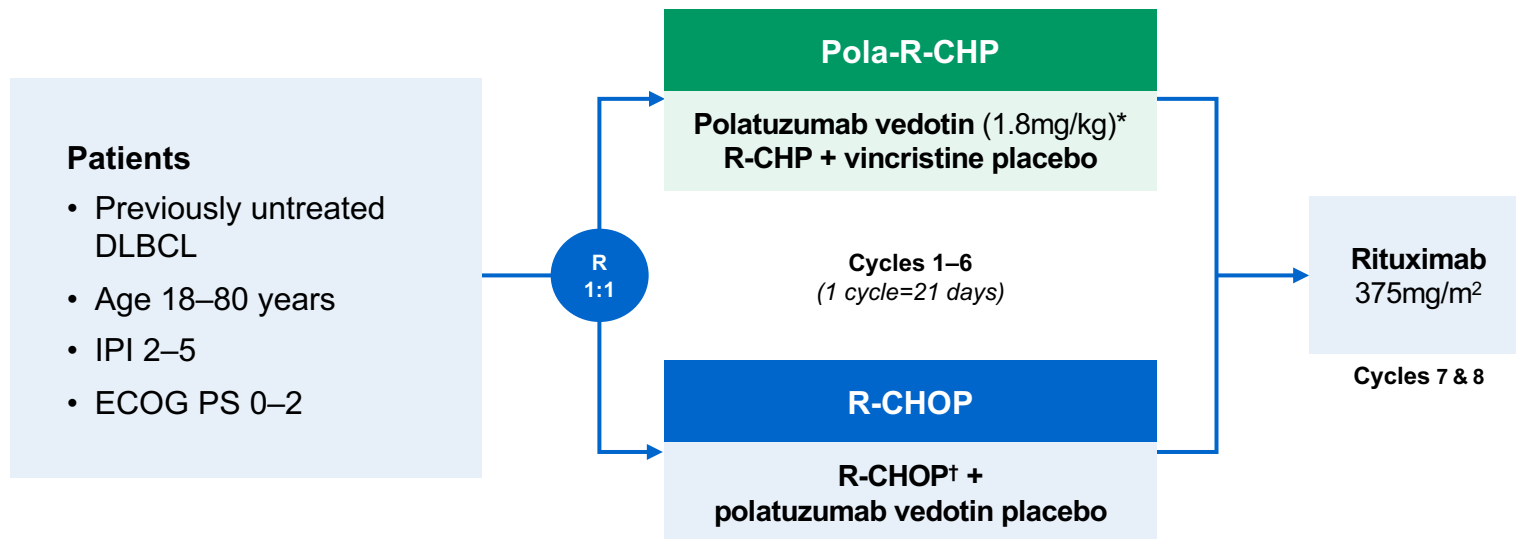 Patients
• Previously untreated
DLBCL
• Age 18–80 years
• IPI 2–5
• ECOG PS 0–2
R
1:1
Pola-R-CHP
Polatuzumab vedotin (1.8mg/kg)*
R-CHP + vincristine placebo
Cycles 1–6
(1 cycle=21 days)
R-CHOP
R-CHOP† +
polatuzumab vedotin placebo
Rituximab
375mg/m²
Cycles 7 & 8